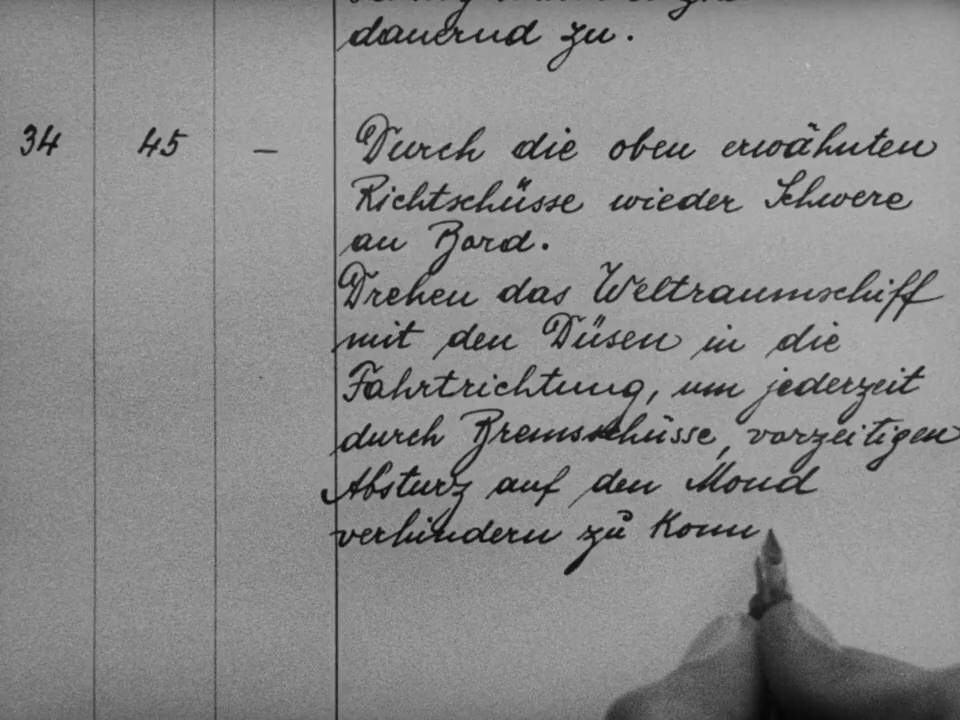 dauernd zu.
34 45 — Durch die oben erwähnten
Richtschüsse wieder Schwere
an Bord.
Drehen das Weltraumschiff
mit den Düsen in die
Fahrtrichtung, um jederzeit
durch Bremsschüsse, vorzeitigen
Absturz auf den Mond
verhindern zu Konn